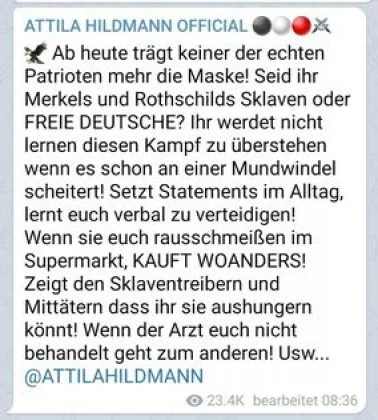 ATTILA HILDMANN OFFICIAL ⚫⚪🔴⚔
🦅 Ab heute trägt keiner der echten
Patrioten mehr die Maske! Seid ihr
Merkels und Rothschilds Sklaven oder
FREIE DEUTSCHE? Ihr werdet nicht
lernen diesen Kampf zu überstehen
wenn es schon an einer Mundwindel
scheitert! Setzt Statements im Alltag,
lernt euch verbal zu verteidigen!
Wenn sie euch rausschmeißen im
Supermarkt, KAUFT WOANDERS!
Zeigt den Sklaventreibern und
Mittätern dass ihr sie aushungern
könnt! Wenn der Arzt euch nicht
behandelt geht zum anderen! Usw...
@ATTILAHILDMANN
23.4K bearbeitet 08:36